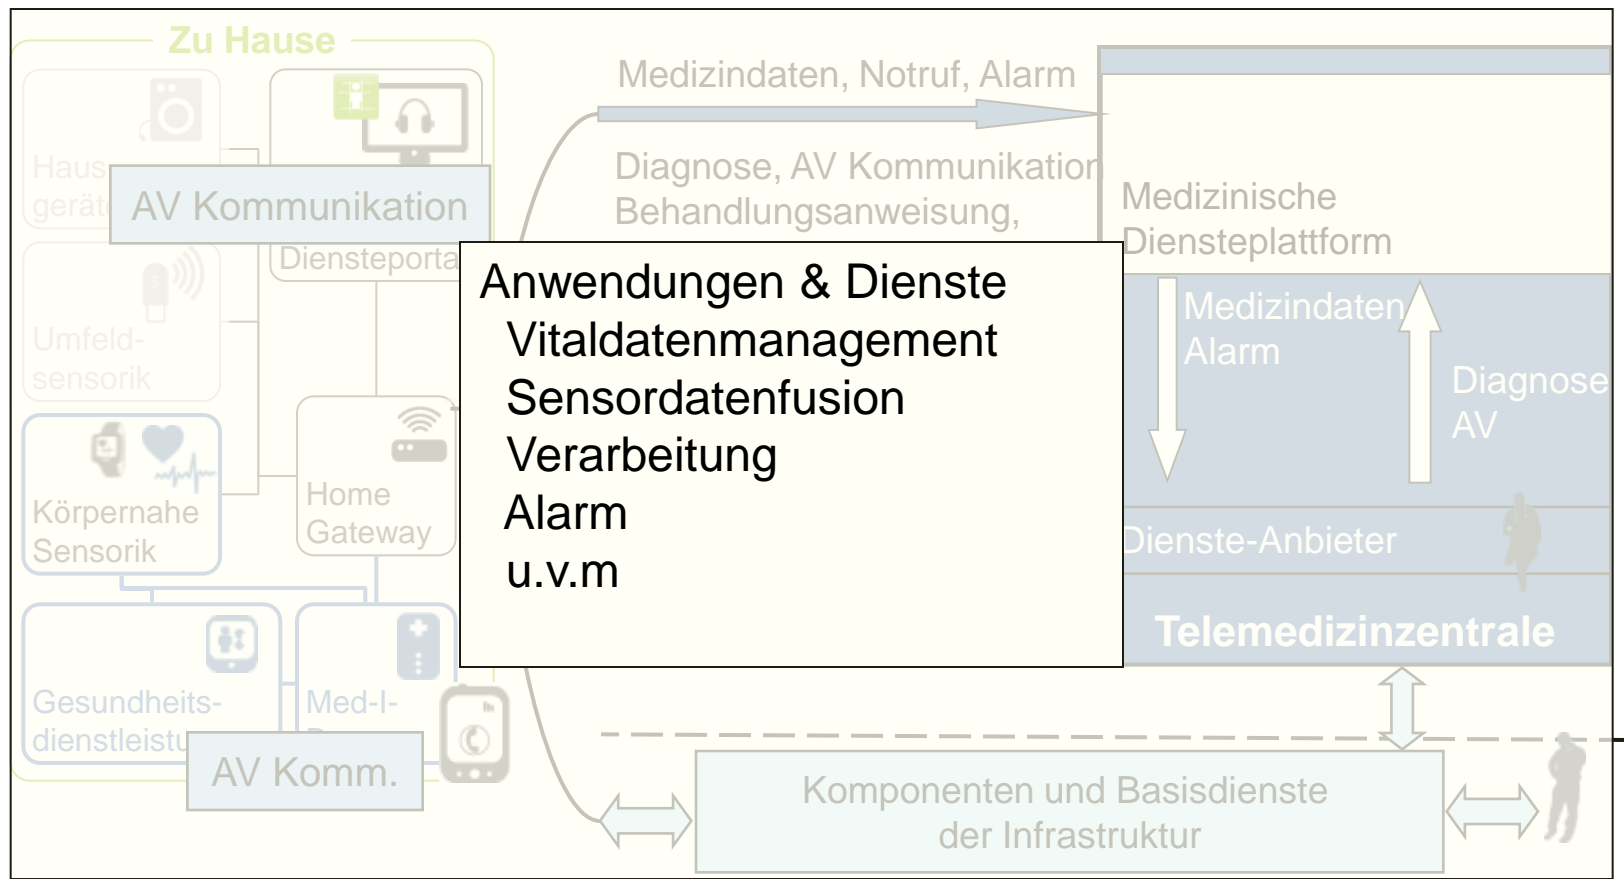 Zu Hause
Haus
gerät
AV Kommunikation
Diensteporta
Umfeld-
sensorik
Körpernahe
Sensorik
Home
Gateway
Gesundheits-
dienstleistu
Med-I-
AV Komm.
Medizindaten, Notruf, Alarm
Diagnose, AV Kommunikation
Behandlungsanweisung,
Anwendungen & Dienste
Vitaldatenmanagement
Sensordatenfusion
Verarbeitung
Alarm
u.v.m
Medizinische
Diensteplattform
Medizindaten
Alarm
Diagnose
AV
Dienste-Anbieter
Telemedizinzentrale
Komponenten und Basisdienste
der Infrastruktur